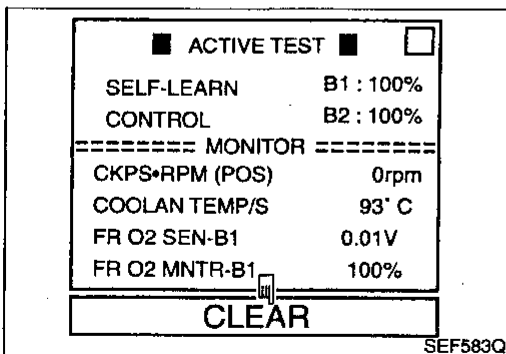 ■ ACTIVE TEST ■
SELF-LEARN B1 : 100%
CONTROL B2 : 100%
======== MONITOR ========
CKPS•RPM (POS) 0rpm
COOLAN TEMP/S 93° C
FR O2 SEN-B1 0.01V
FR O2 MNTR-B1 100%
CLEAR
SEF583Q